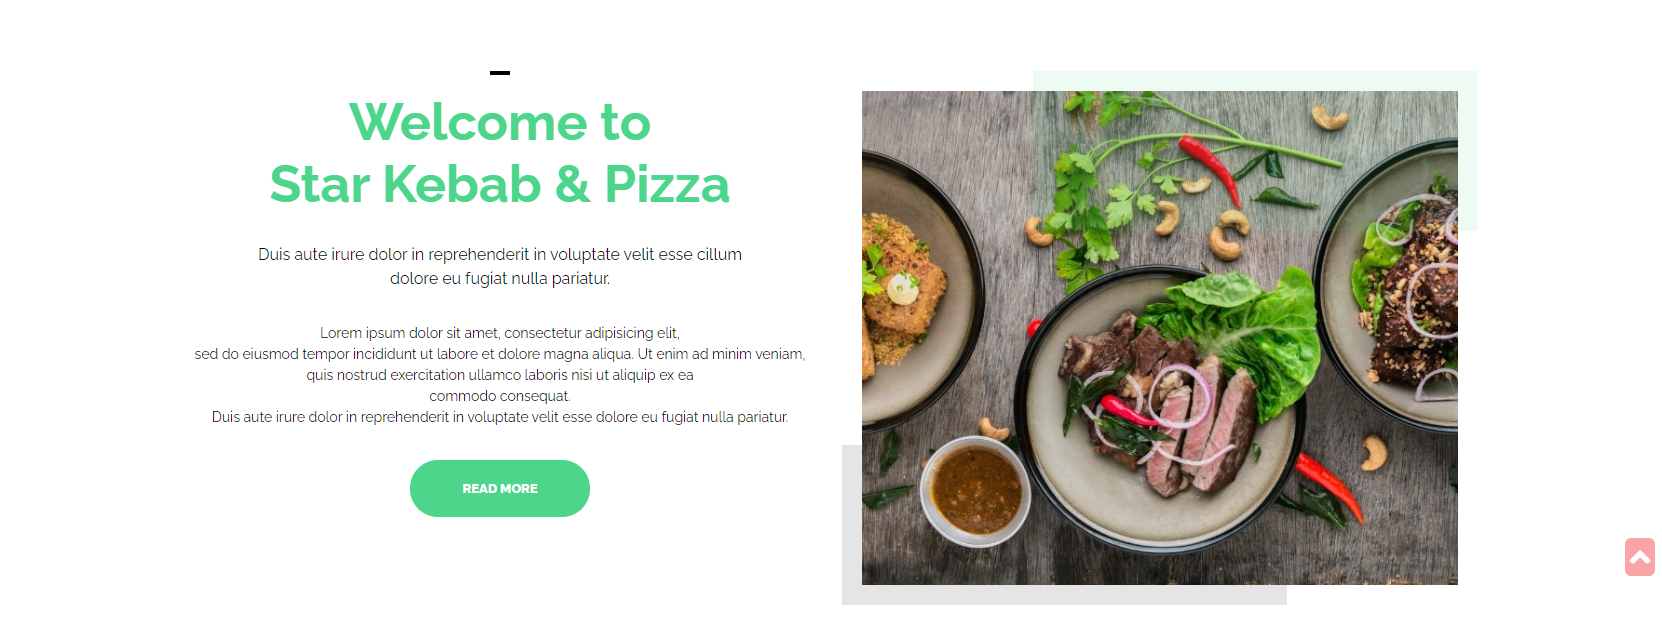 Welcome to
Star Kebab & Pizza
Duis aute irure dolor in reprehenderit in voluptate velit esse cillum
dolore eu fugiat nulla pariatur.
Lorem ipsum dolor sit amet, consectetur adipisicing elit,
sed do eiusmod tempor incididunt ut labore et dolore magna aliqua. Ut enim ad minim veniam,
quis nostrud exercitation ullamco laboris nisi ut aliquip ex ea
commodo consequat.
Duis aute irure dolor in reprehenderit in voluptate velit esse dolore eu fugiat nulla pariatur.
READ MORE